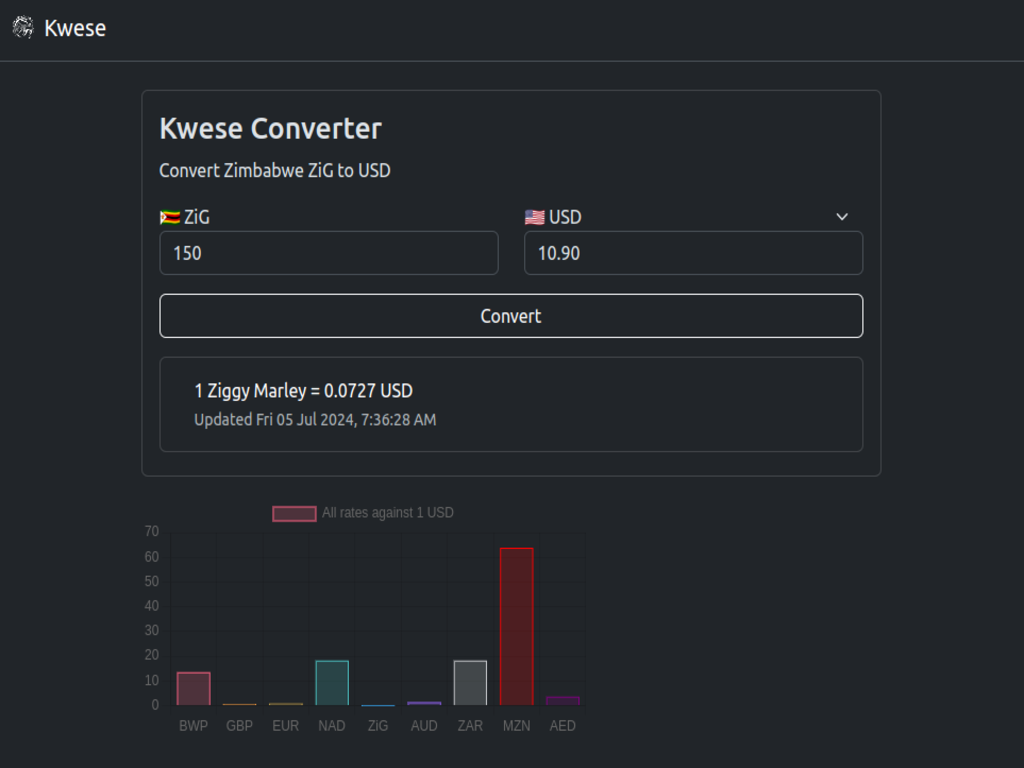 Kwese
Kwese Converter
Convert Zimbabwe ZiG to USD
ZiG
USD
150
10.90
Convert
1 Ziggy Marley = 0.0727 USD
Updated Fri 05 Jul 2024, 7:36:28 AM
All rates against 1 USD
70
60
50
40
30
20
10
0
BWP GBP EUR NAD ZiG AUD ZAR MZN AED